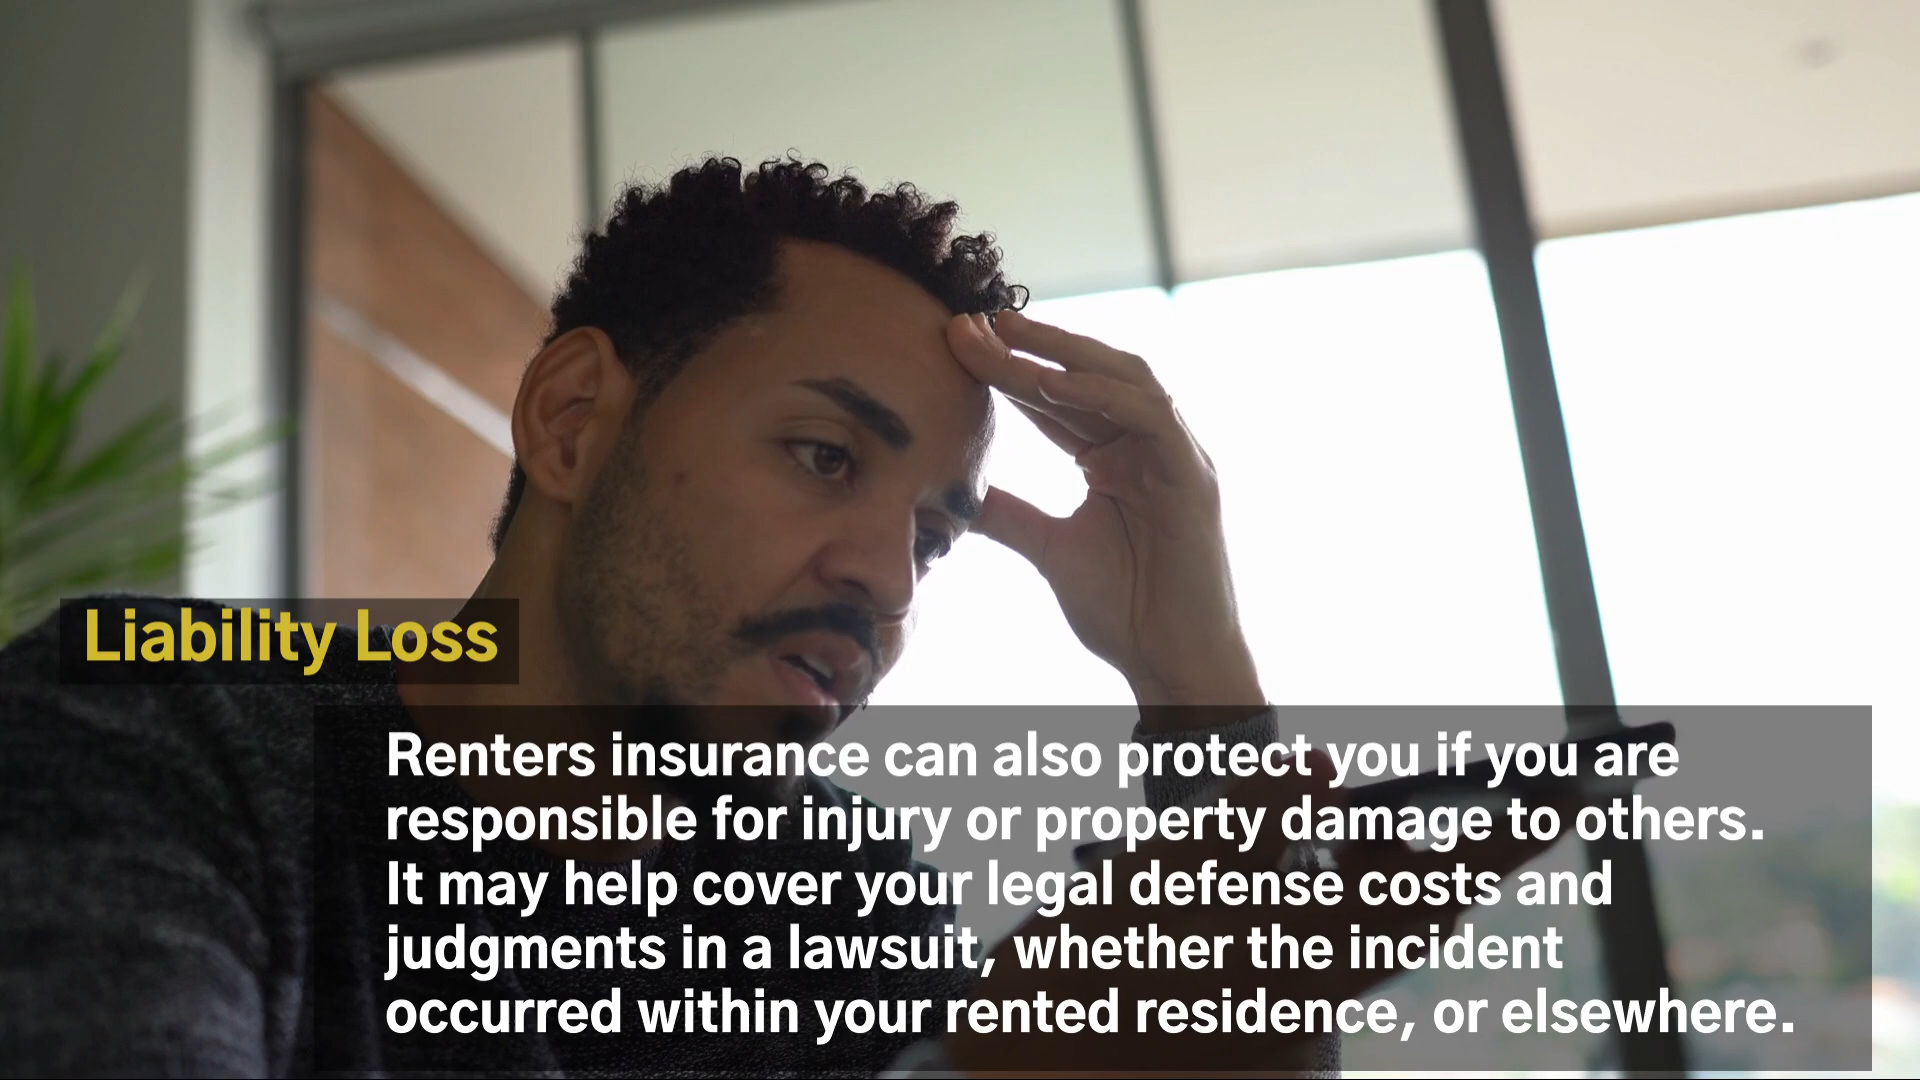 Liability Loss
Renters insurance can also protect you if you are
responsible for injury or property damage to others.
It may help cover your legal defense costs and
judgments in a lawsuit, whether the incident
occurred within your rented residence, or elsewhere.